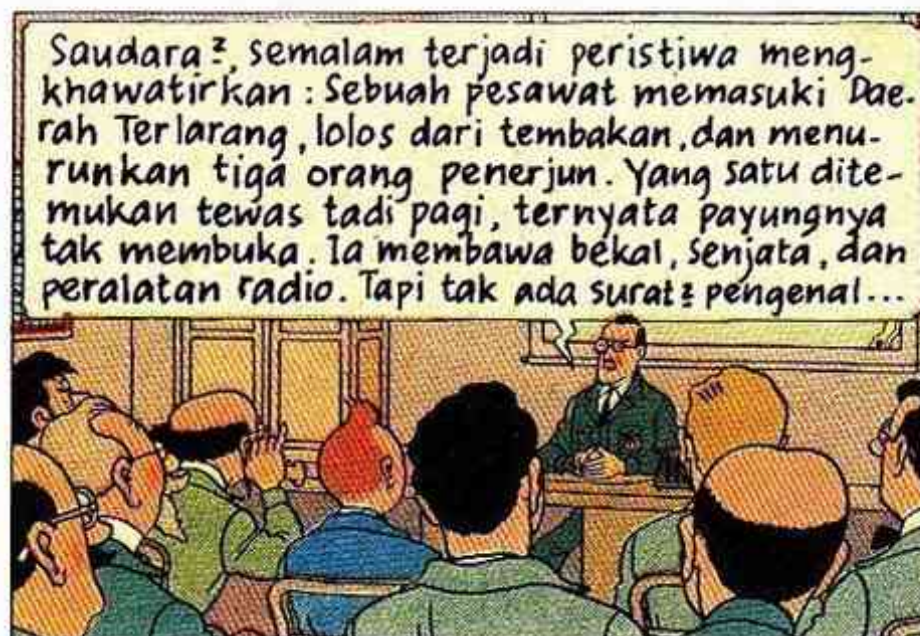 Saudara², semalam terjadi peristiwa meng-
khawatirkan : Sebuah pesawat memasuki Dae-
rah Terlarang, lolos dari tembakan, dan menu-
runkan tiga orang penerjun. Yang satu dite-
mukan tewas tadi pagi, ternyata payungnya
tak membuka. Ia membawa bekal, senjata, dan
peralatan radio. Tapi tak ada surat² pengenal...